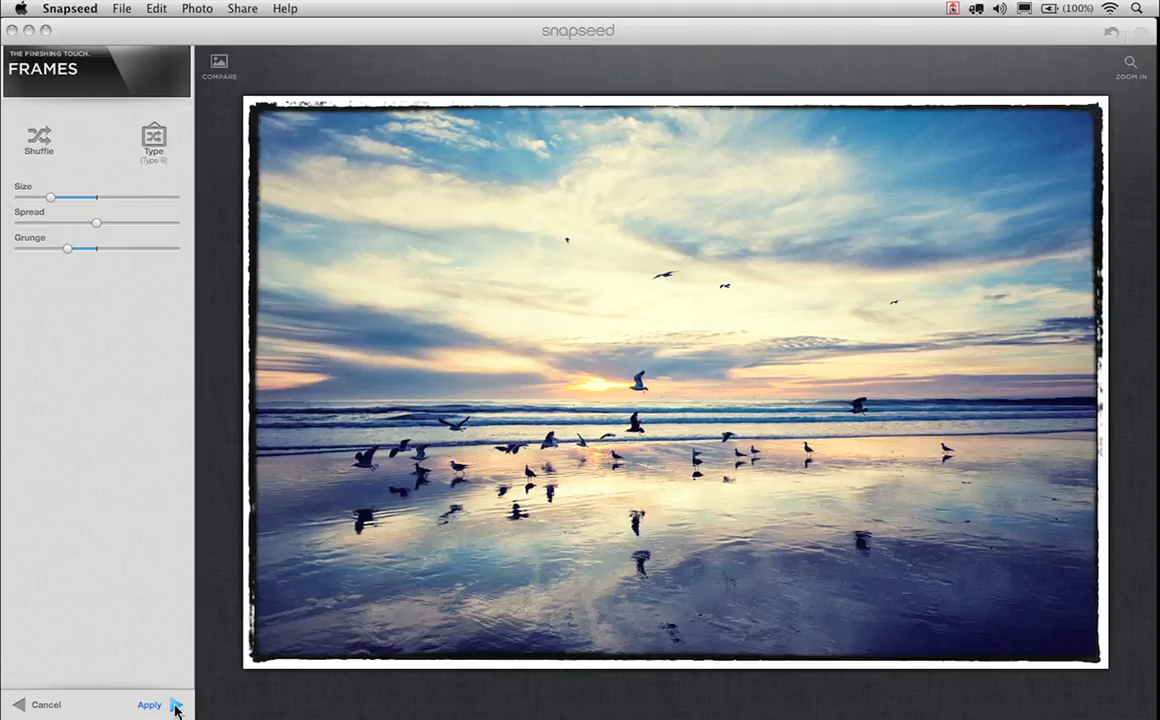 Snapseed File Edit Photo Share Help (100%)
snapseed
THE FINISHING TOUCH.
FRAMES
COMPARE
ZOOM IN
Shuffle
Type
(Type 8)
Size
Spread
Grunge
Cancel
Apply